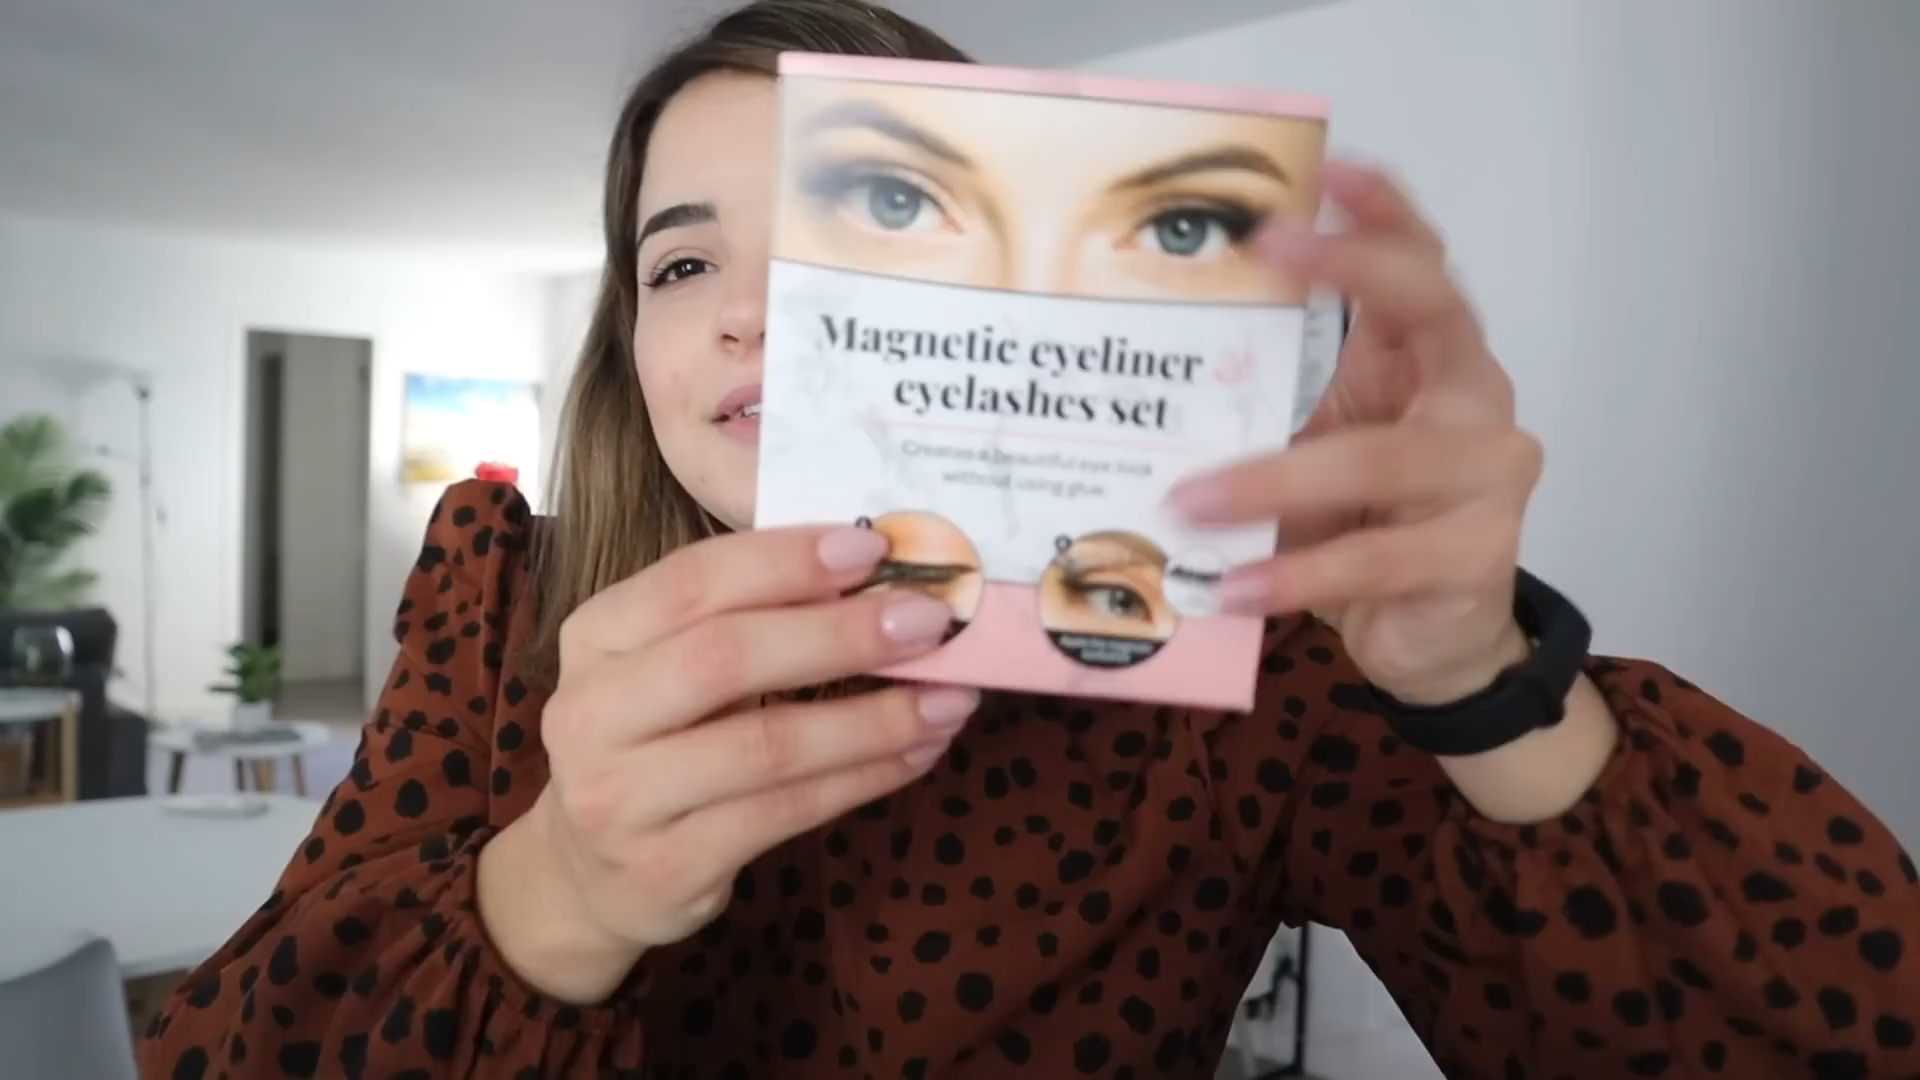 Magnetic eyeliner &
eyelashes set
Creates a beautiful eye look
without using glue.